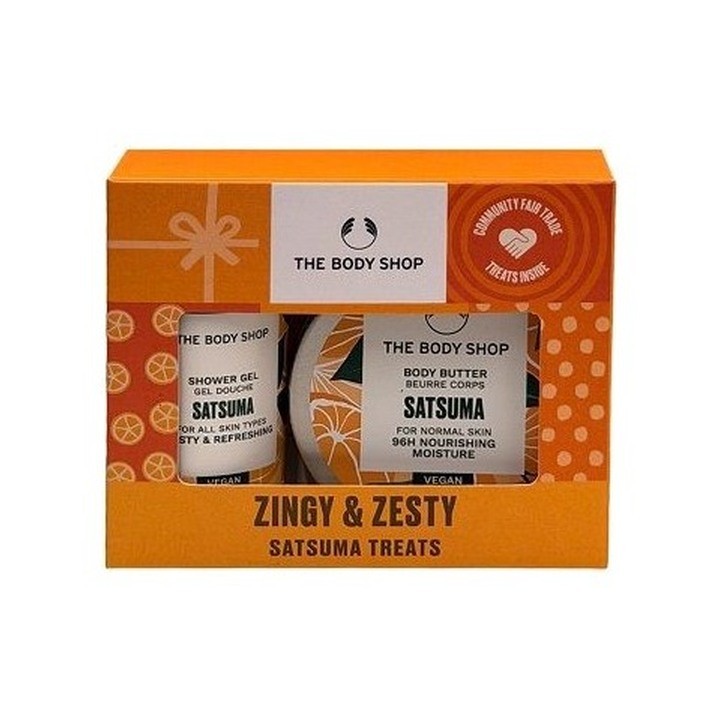 THE BODY SHOP
COMMUNITY FAIR TRADE
TREATS INSIDE
THE BODY SHOP
SHOWER GEL
GEL DOUCHE
SATSUMA
FOR ALL SKIN TYPES
STY & REFRESHING
VEGAN
THE BODY SHOP
BODY BUTTER
BEURRE CORPS
SATSUMA
FOR NORMAL SKIN
96H NOURISHING
MOISTURE
VEGAN
ZINGY & ZESTY
SATSUMA TREATS